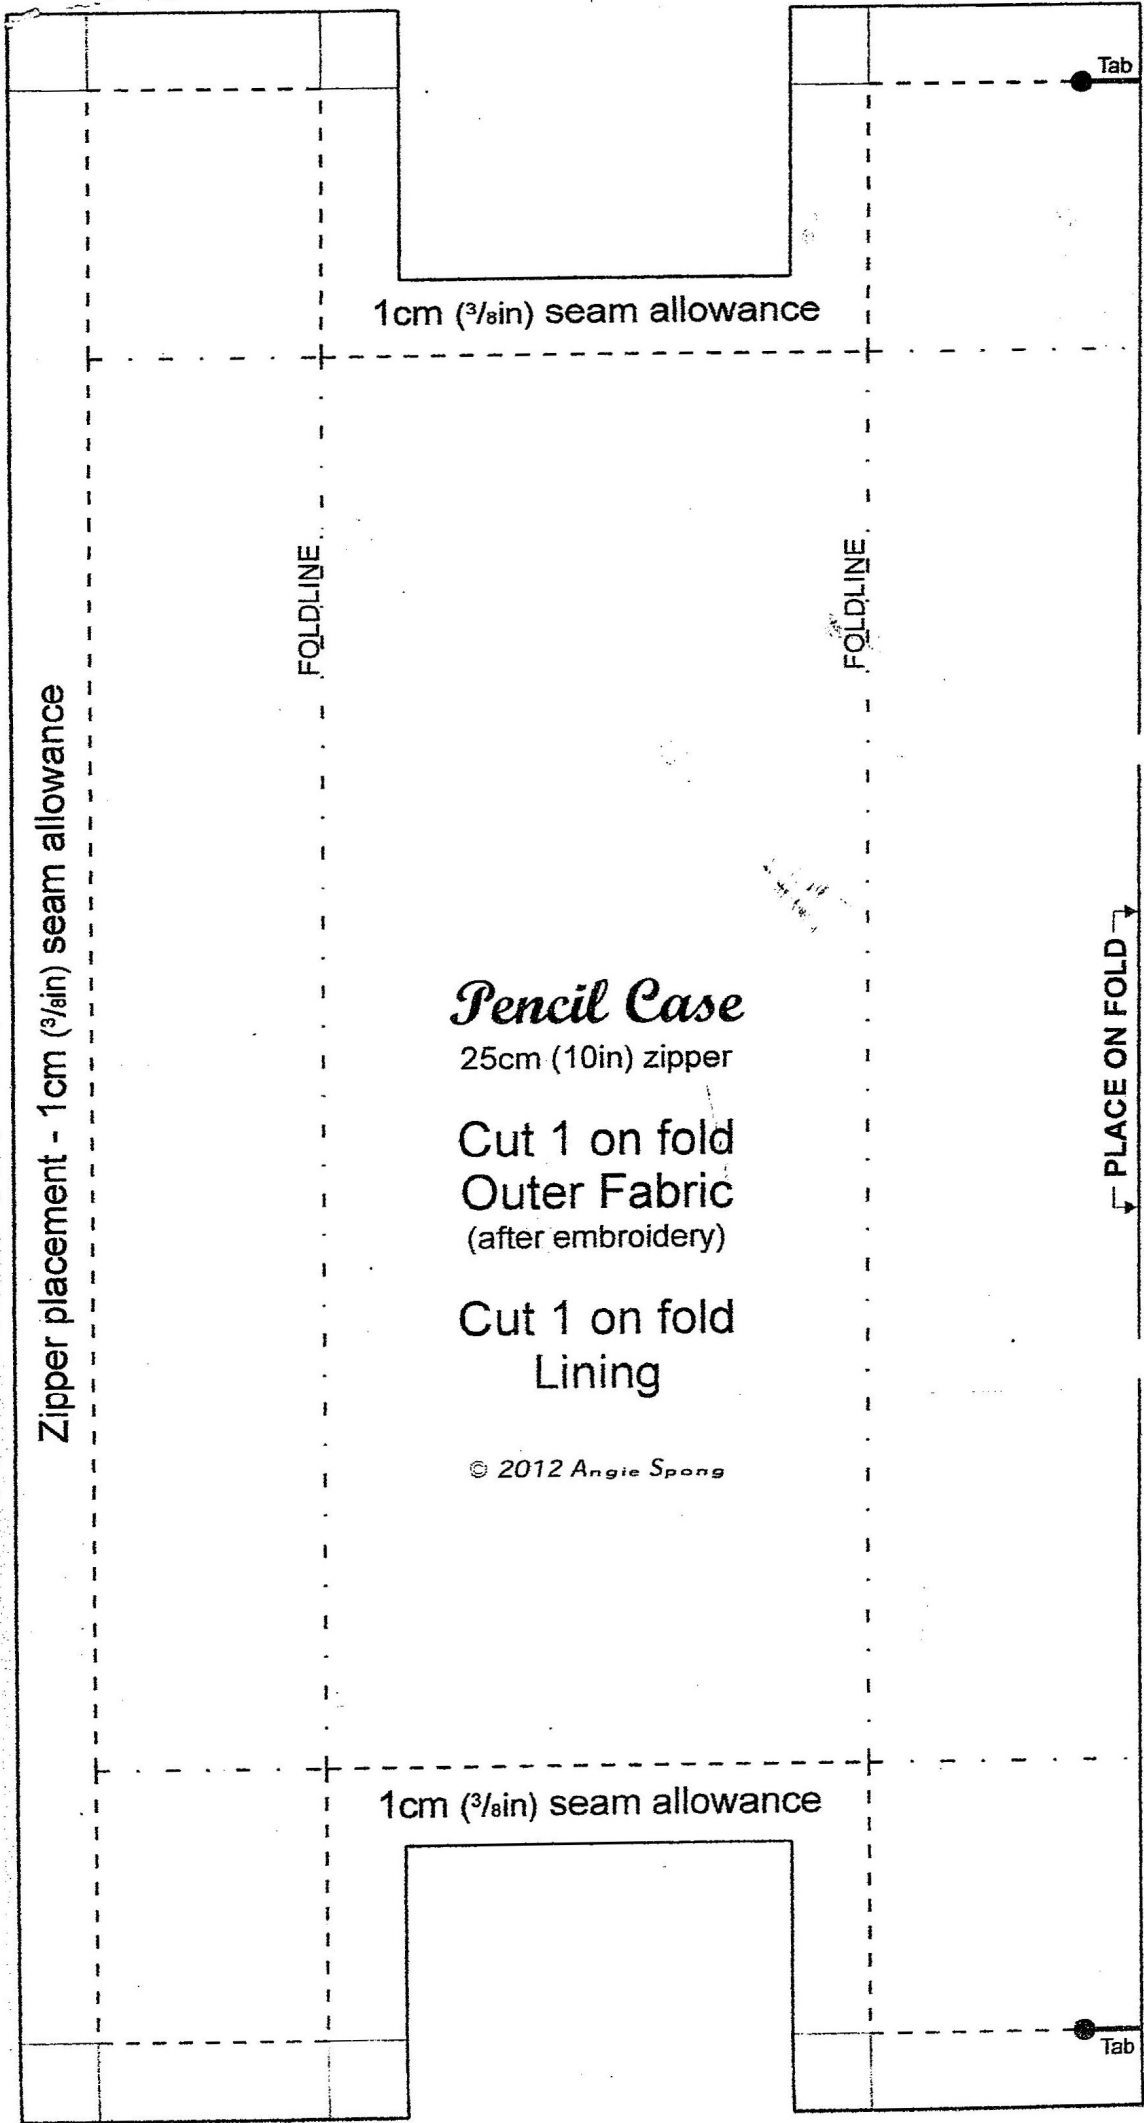 Tab
1cm (3/8in) seam allowance
FOLDLINE
FOLDLINE
Zipper placement - 1cm (3/8in) seam allowance
Pencil Case
25cm (10in) zipper
Cut 1 on fold
Outer Fabric
(after embroidery)
Cut 1 on fold
Lining
© 2012 Angie Spong
PLACE ON FOLD
1cm (3/8in) seam allowance
Tab